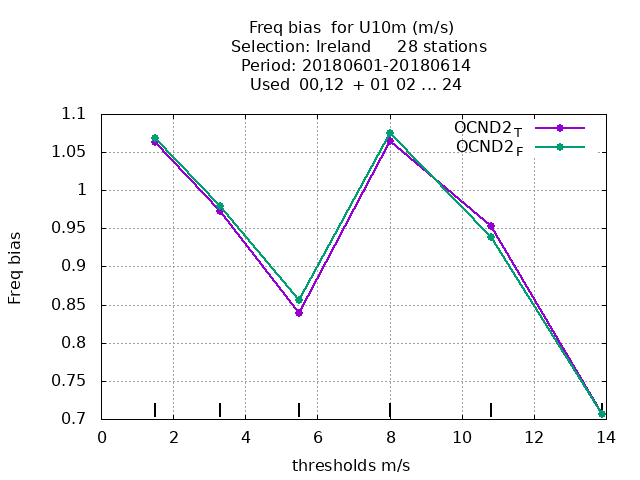 Freq bias  for U10m (m/s)
Selection: Ireland     28 stations
Period: 20180601-20180614
Used  00,12  + 01 02 ... 24
OCND2T
OCND2F
1.1
1.05
1
0.95
0.9
0.85
0.8
0.75
0.7
Freq bias
0 2 4 6 8 10 12 14
thresholds m/s